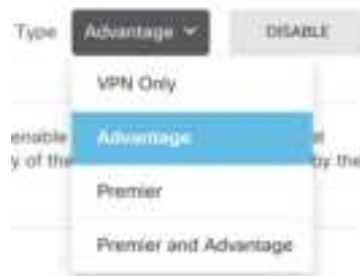 Type Advantage DISABLE
VPN Only
enable Advantage
y of the by the
Premier
Premier and Advantage